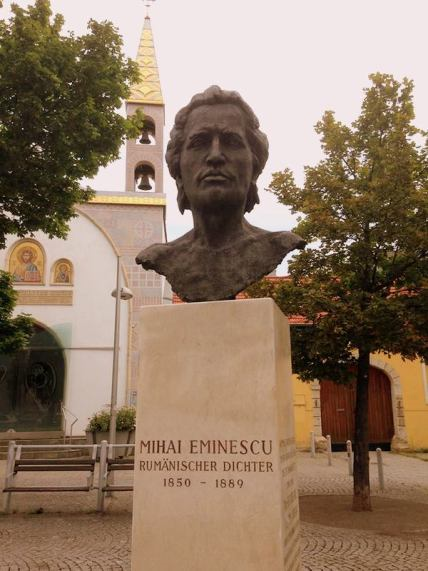 MIHAI EMINESCU
RUMÄNISCHER DICHTER
1850 - 1889